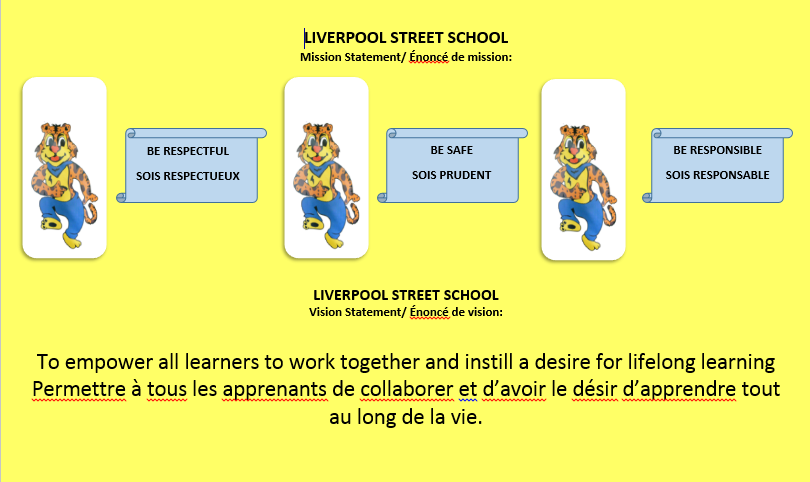 LIVERPOOL STREET SCHOOL
Mission Statement/ Énoncé de mission:
BE RESPECTFUL
SOIS RESPECTUEUX
BE SAFE
SOIS PRUDENT
BE RESPONSIBLE
SOIS RESPONSABLE
LIVERPOOL STREET SCHOOL
Vision Statement/ Énoncé de vision:
To empower all learners to work together and instill a desire for lifelong learning
Permettre à tous les apprenants de collaborer et d’avoir le désir d’apprendre tout
au long de la vie.